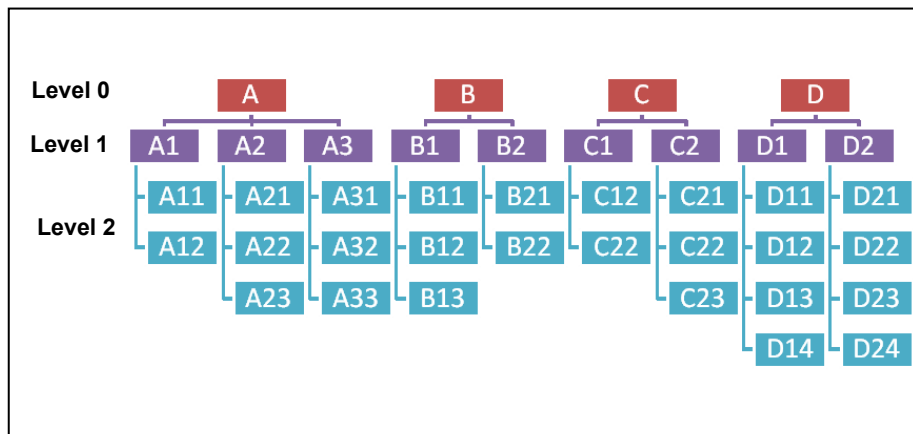 Level 0 A B C D
Level 1 A1 A2 A3 B1 B2 C1 C2 D1 D2
A11 A21 A31 B11 B21 C12 C21 D11 D21
Level 2
A12 A22 A32 B12 B22 C22 C22 D12 D22
A23 A33 B13 C23 D13 D23
D14 D24